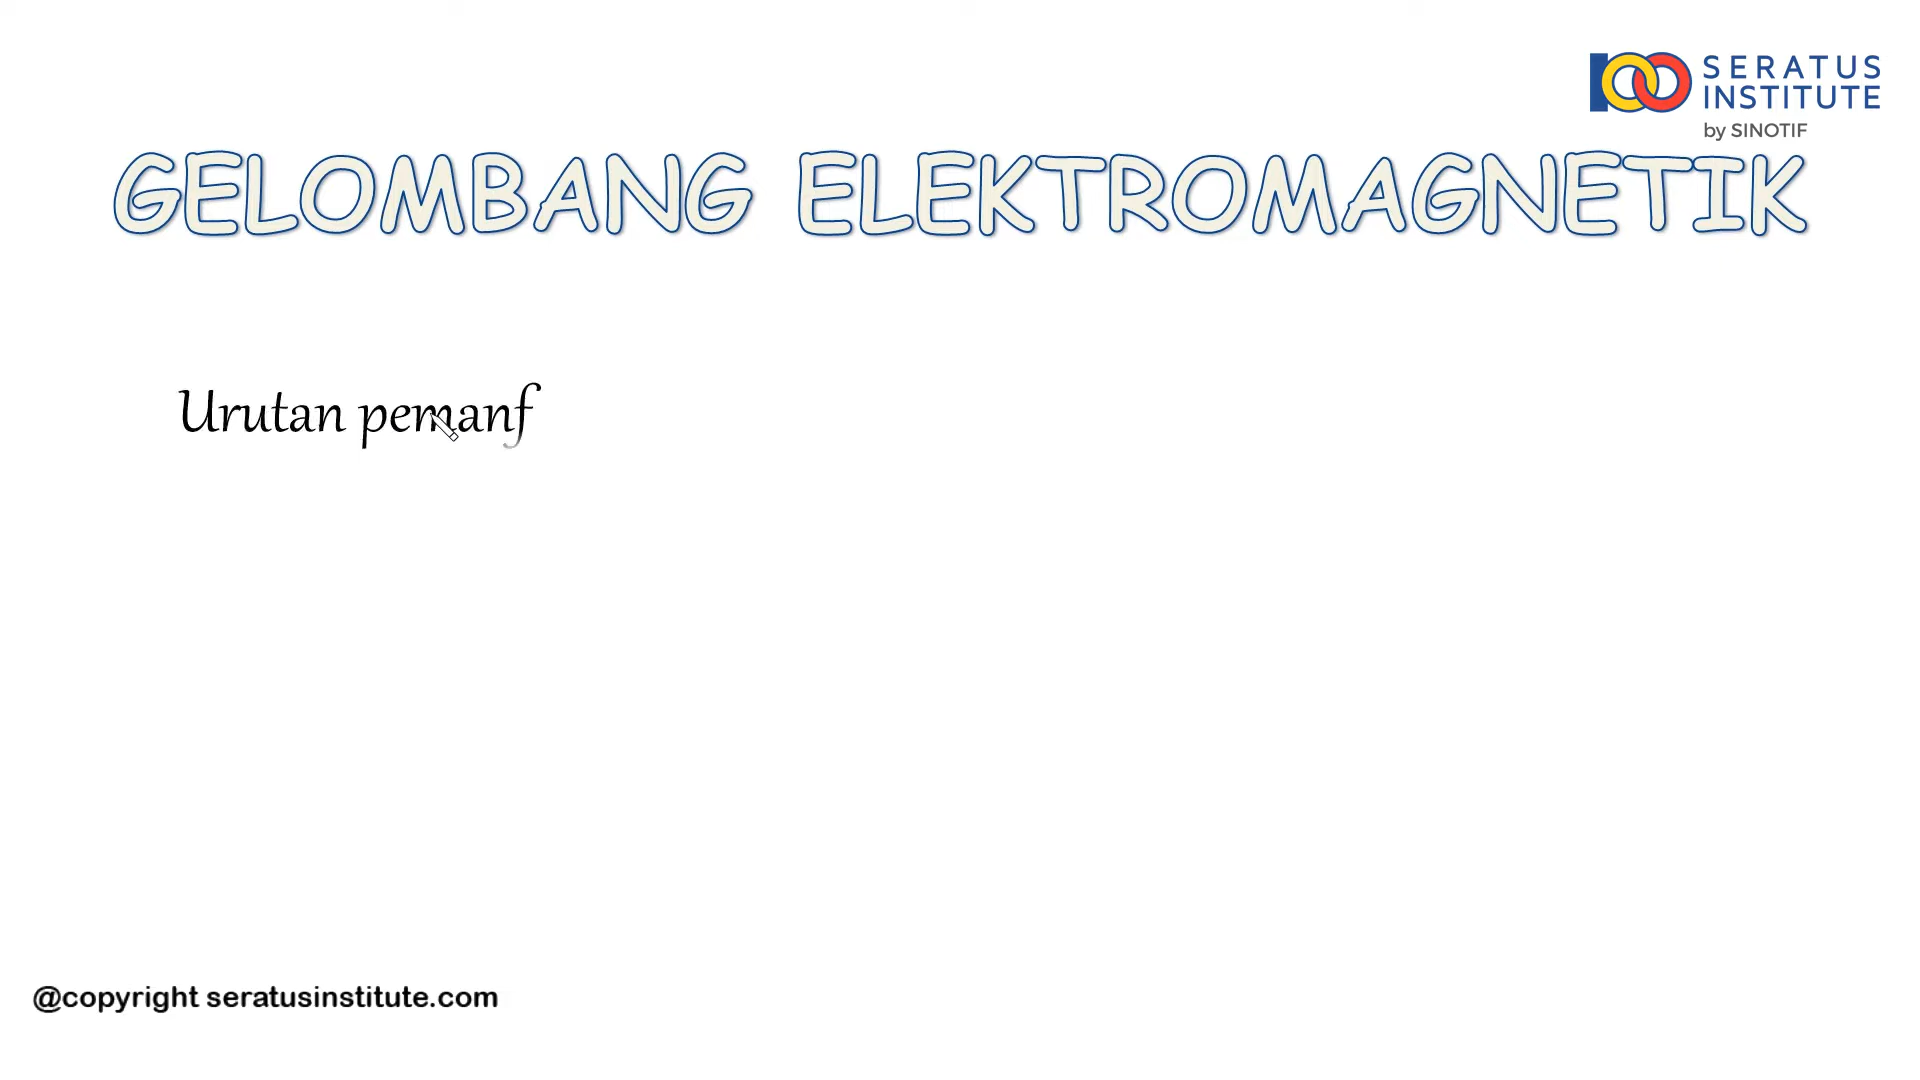 SERATUS
INSTITUTE
by SINOTIF
GELOMBANG ELEKTROMAGNETIK
Urutan pemanf
@copyright seratusinstitute.com